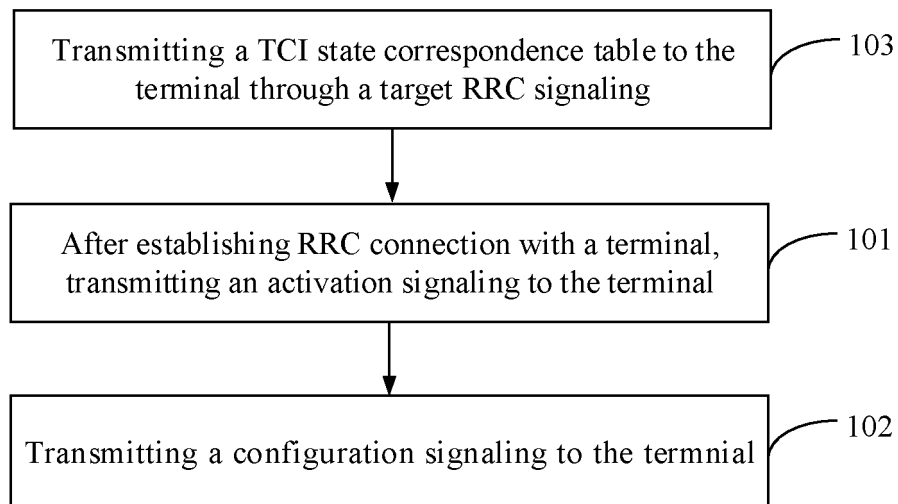 Transmitting a TCI state correspondence table to the
terminal through a target RRC signaling
103
After establishing RRC connection with a terminal,
transmitting an activation signaling to the terminal
101
Transmitting a configuration signaling to the termnial
102